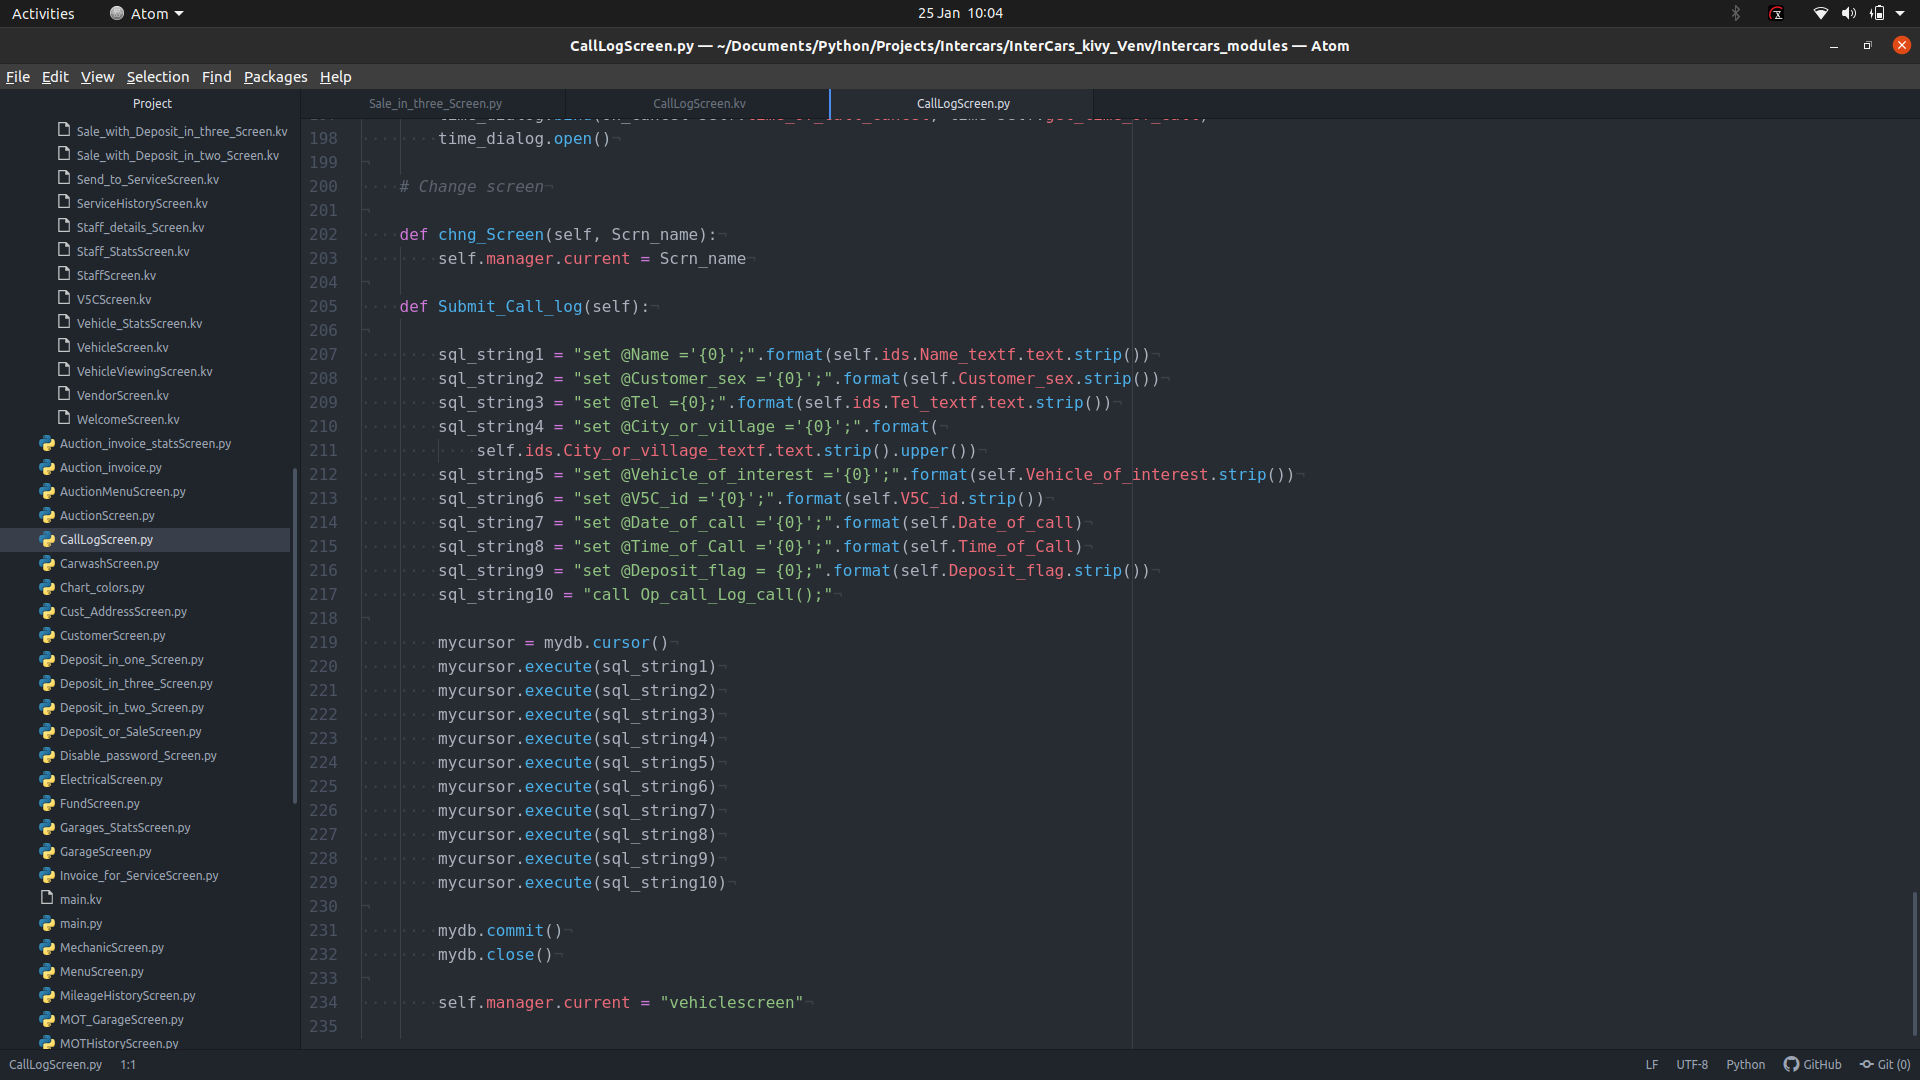 Activities
Atom
25 Jan 10:04
CallLogScreen.py — ~/Documents/Python/Projects/Intercars/InterCars_kivy_Venv/Intercars_modules — Atom
File Edit View Selection Find Packages Help
Project
Sale_with_Deposit_in_three_Screen.kv
Sale_with_Deposit_in_two_Screen.kv
Send_to_ServiceScreen.kv
ServiceHistoryScreen.kv
Staff_details_Screen.kv
Staff_StatsScreen.kv
StaffScreen.kv
V5CScreen.kv
Vehicle_StatsScreen.kv
VehicleScreen.kv
VehicleViewingScreen.kv
VendorScreen.kv
WelcomeScreen.kv
Auction_invoice_statsScreen.py
Auction_invoice.py
AuctionMenuScreen.py
AuctionScreen.py
CallLogScreen.py
CarwashScreen.py
Chart_colors.py
Cust_AddressScreen.py
CustomerScreen.py
Deposit_in_one_Screen.py
Deposit_in_three_Screen.py
Deposit_in_two_Screen.py
Deposit_or_SaleScreen.py
Disable_password_Screen.py
ElectricalScreen.py
FundScreen.py
Garages_StatsScreen.py
GarageScreen.py
Invoice_for_ServiceScreen.py
main.kv
main.py
MechanicScreen.py
MenuScreen.py
MileageHistoryScreen.py
MOT_GarageScreen.py
MOTHistoryScreen.py
Sale_in_three_Screen.py
CallLogScreen.kv
CallLogScreen.py
198 time_dialog.open()
199
200 # Change screen
201
202 def chng_Screen(self, Scrn_name):
203 self.manager.current = Scrn_name
204
205 def Submit_Call_log(self):
206
207 sql_string1 = "set @Name ='{0}';".format(self.ids.Name_textf.text.strip())
208 sql_string2 = "set @Customer_sex ='{0}';".format(self.Customer_sex.strip())
209 sql_string3 = "set @Tel ={0};".format(self.ids.Tel_textf.text.strip())
210 sql_string4 = "set @City_or_village ='{0}';".format(
211 self.ids.City_or_village_textf.text.strip().upper())
212 sql_string5 = "set @Vehicle_of_interest ='{0}';".format(self.Vehicle_of_interest.strip())
213 sql_string6 = "set @V5C_id ='{0}';".format(self.V5C_id.strip())
214 sql_string7 = "set @Date_of_call ='{0}';".format(self.Date_of_call)
215 sql_string8 = "set @Time_of_Call ='{0}';".format(self.Time_of_Call)
216 sql_string9 = "set @Deposit_flag = {0};".format(self.Deposit_flag.strip())
217 sql_string10 = "call Op_call_Log_call();"
218
219 mycursor = mydb.cursor()
220 mycursor.execute(sql_string1)
221 mycursor.execute(sql_string2)
222 mycursor.execute(sql_string3)
223 mycursor.execute(sql_string4)
224 mycursor.execute(sql_string5)
225 mycursor.execute(sql_string6)
226 mycursor.execute(sql_string7)
227 mycursor.execute(sql_string8)
228 mycursor.execute(sql_string9)
229 mycursor.execute(sql_string10)
230
231 mydb.commit()
232 mydb.close()
233
234 self.manager.current = "vehiclescreen"
235
CallLogScreen.py 1:1
LF UTF-8 Python GitHub Git (0)